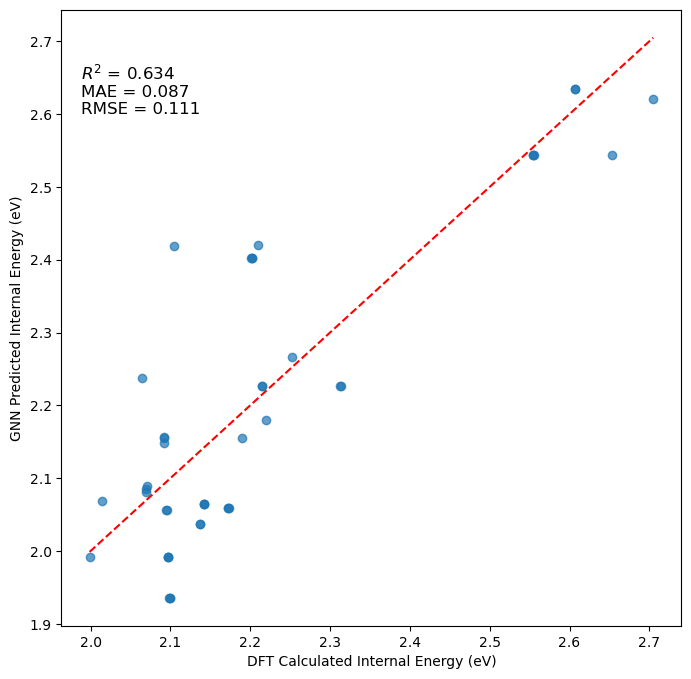 2.7
2.6
2.5
2.4
2.3
2.2
2.1
2.0
1.9
GNN Predicted Internal Energy (eV)
R² = 0.634
MAE = 0.087
RMSE = 0.111
2.0 2.1 2.2 2.3 2.4 2.5 2.6 2.7
DFT Calculated Internal Energy (eV)